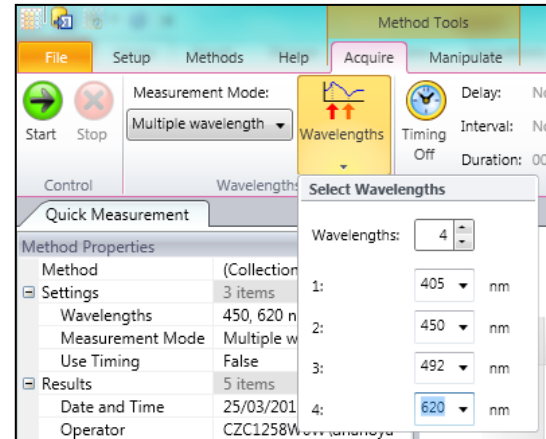 Method Tools
File Setup Methods Help Acquire Manipulate
Start
Stop
Control
Measurement Mode:
Multiple wavelength
Wavelengths
Wavelengths
Timing
Off
Delay:
Interval:
Duration: 00
Select Wavelengths
Wavelengths: 4
1: 405 nm
2: 450 nm
3: 492 nm
4: 620 nm
Quick Measurement
Method Properties
Method (Collection
Settings 3 items
Wavelengths 450, 620 n
Measurement Mode Multiple w
Use Timing False
Results 5 items
Date and Time 25/03/201
Operator